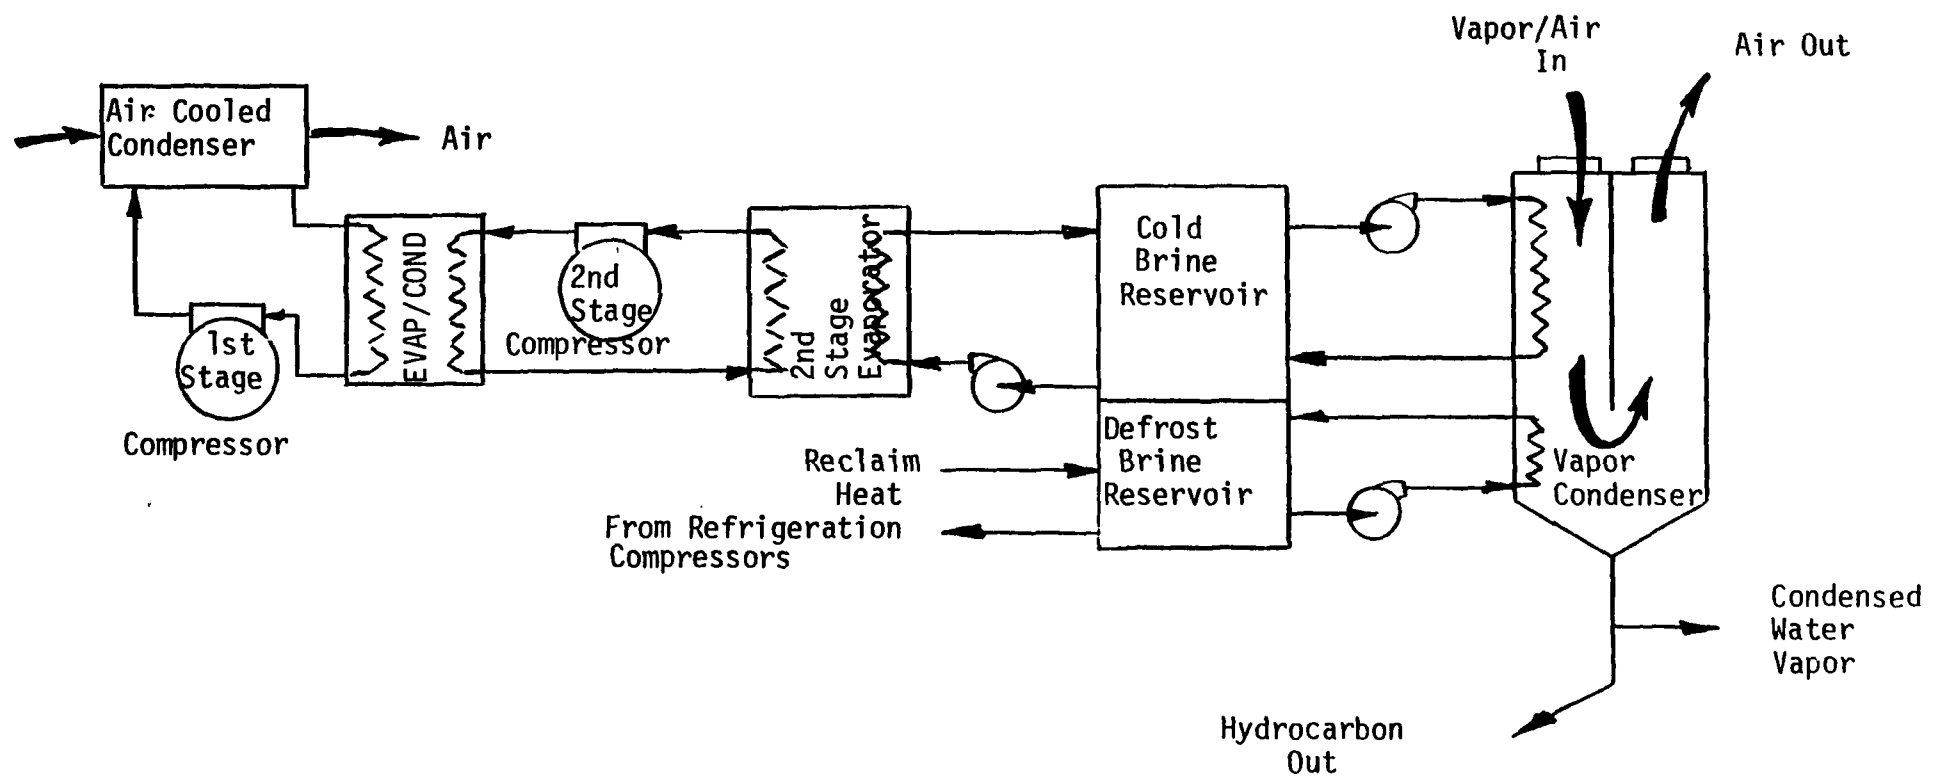 Vapor/Air
In
Air Out
Air Cooled
Condenser
Air
1st
Stage
Compressor
EVAP/COND
2nd
Stage
Compressor
2nd
Stage
Evaporator
Cold
Brine
Reservoir
Defrost
Brine
Reservoir
Reclaim
Heat
From Refrigeration
Compressors
Vapor
Condenser
Condensed
Water
Vapor
Hydrocarbon
Out